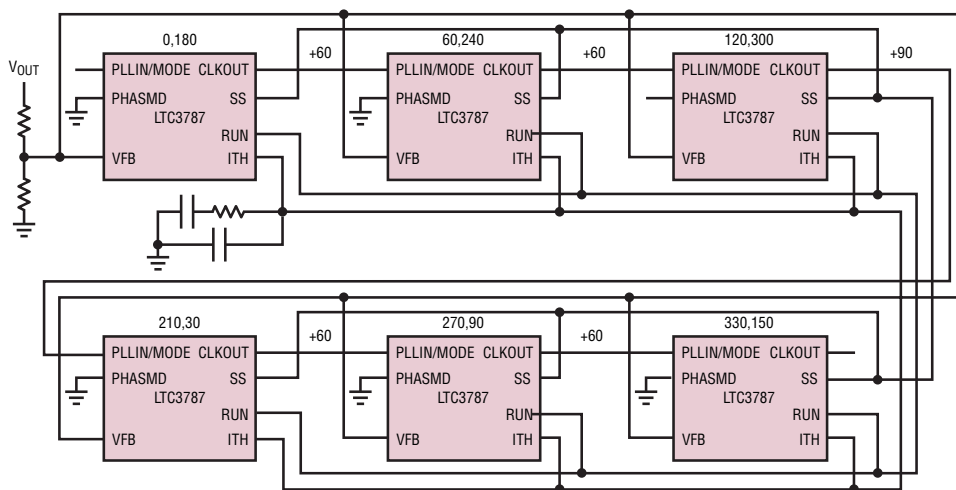 0,180
60,240
120,300
VOUT
PLLIN/MODE CLKOUT
+60
PLLIN/MODE CLKOUT
+60
PLLIN/MODE CLKOUT
+90
PHASMD SS
PHASMD SS
PHASMD SS
LTC3787
LTC3787
LTC3787
RUN
RUN
RUN
VFB ITH
VFB ITH
VFB ITH
210,30
270,90
330,150
PLLIN/MODE CLKOUT
+60
PLLIN/MODE CLKOUT
+60
PLLIN/MODE CLKOUT
PHASMD SS
PHASMD SS
PHASMD SS
LTC3787
LTC3787
LTC3787
RUN
RUN
RUN
VFB ITH
VFB ITH
VFB ITH